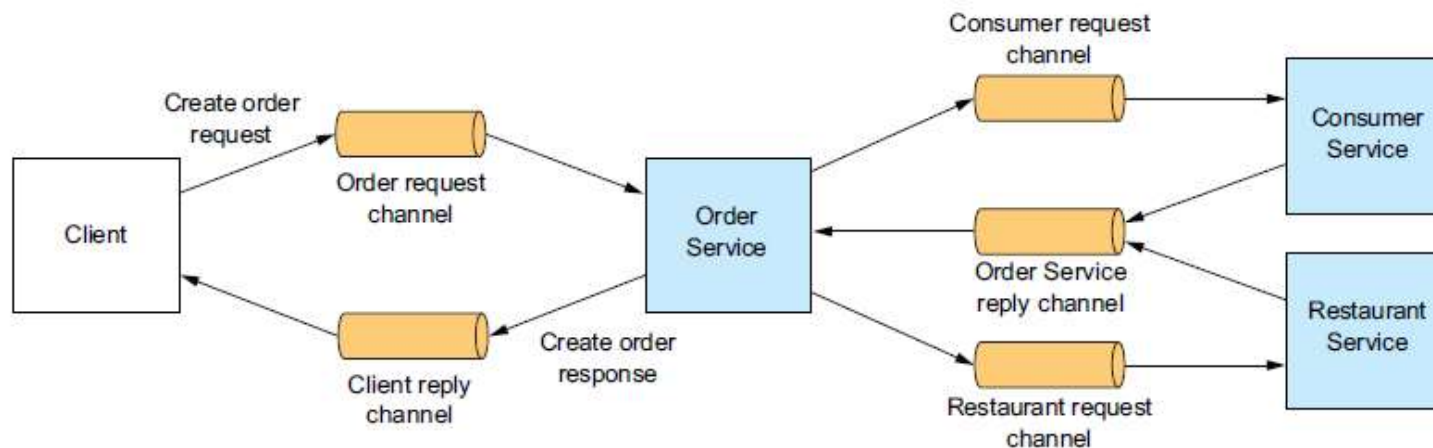 Create order
request
Order request
channel
Client
Client reply
channel
Create order
response
Order
Service
Consumer request
channel
Order Service
reply channel
Restaurant request
channel
Consumer
Service
Restaurant
Service